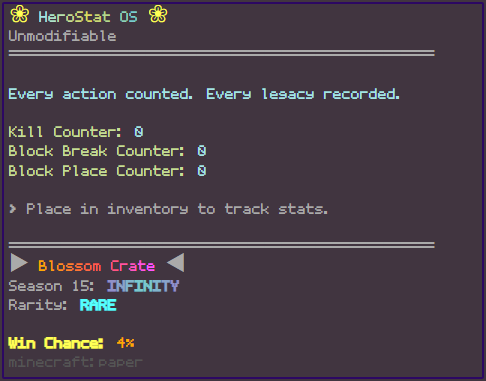 HeroStat OS
Unmodifiable
Every action counted. Every legacy recorded.
Kill Counter: 0
Block Break Counter: 0
Block Place Counter: 0
> Place in inventory to track stats.
Blossom Crate
Season 15: INFINITY
Rarity: RARE
Win Chance: 4%
minecraft:paper